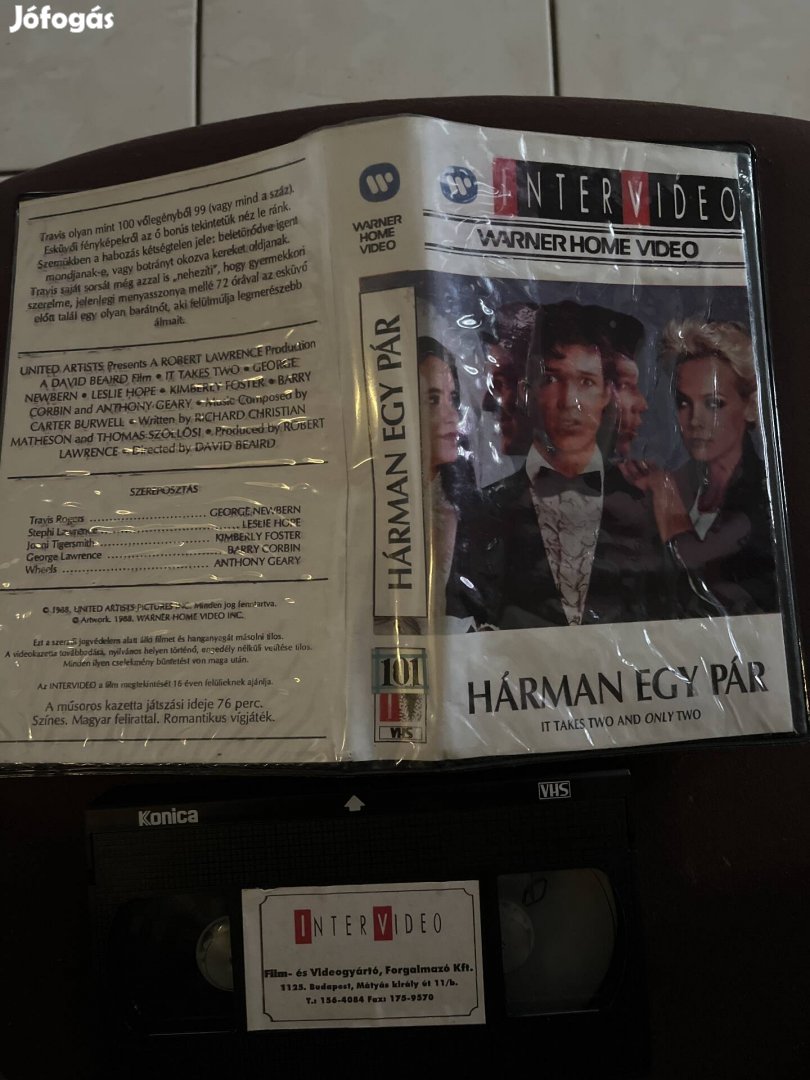 Jófogás
Travis olyan mint 100 vőlegényből 99 (vagy mind a száz).
Esküvői fényképekről az ő borús tekintetük néz le ránk.
Szemükben a habozás kétségtelen jele: beletörődve igent
mondjanak-e, vagy botrányt okozva kereket oldjanak.
Travis saját sorsát még azzal is „nehezíti", hogy gyermekkori
szerelme, jelenlegi menyasszonya mellé 72 órával az esküvő
előtt talál egy olyan barátnőt, aki felülmúlja legmerészebb
álmait.
UNITED ARTISTS Presents A ROBERT LAWRENCE Production
A DAVID BEAIRD Film • IT TAKES TWO • GEORGE
NEWBERN • LESLIE HOPE • KIMBERLY FOSTER • BARRY
CORBIN and ANTHONY GEARY • Music Composed by
CARTER BURWELL • Written by RICHARD CHRISTIAN
MATHESON and THOMAS SZOLLOSI • Produced by ROBERT
LAWRENCE • Directed by DAVID BEAIRD
SZEREPOSZTÁS
Travis Rogers GEORGE NEWBERN
Stephi Lawrence LESLIE HOPE
Jonni Tigersmith KIMBERLY FOSTER
George Lawrence BARRY CORBIN
Wheels ANTHONY GEARY
© 1988, UNITED ARTISTS PICTURES INC. Minden jog fenntartva.
© Artwork. 1988. WARNER HOME VIDEO INC.
Ezt a szerzői jogvédelem alatt álló filmet és hanganyagát másolni tilos.
A videokazetta továbbadása, nyilvános helyen történő, engedély nélküli vetítése tilos.
Minden ilyen cselekmény büntetést von maga után.
Az INTERVIDEO a film megtekintését 16 éven felülieknek ajánlja.
A műsoros kazetta játszási ideje 76 perc.
Színes. Magyar felirattal. Romantikus vígjáték.
WARNER
HOME
VIDEO
HÁRMAN EGY PÁR
101
VHS
INTERVIDEO
WARNER HOME VIDEO
HÁRMAN EGY PÁR
IT TAKES TWO AND ONLY TWO
Konica
VHS
INTERVIDEO
Film- és Videogyártó, Forgalmazó Kft.
1125. Budapest, Mátyás király út 11/b.
T.: 156-4084 Fax: 175-9570